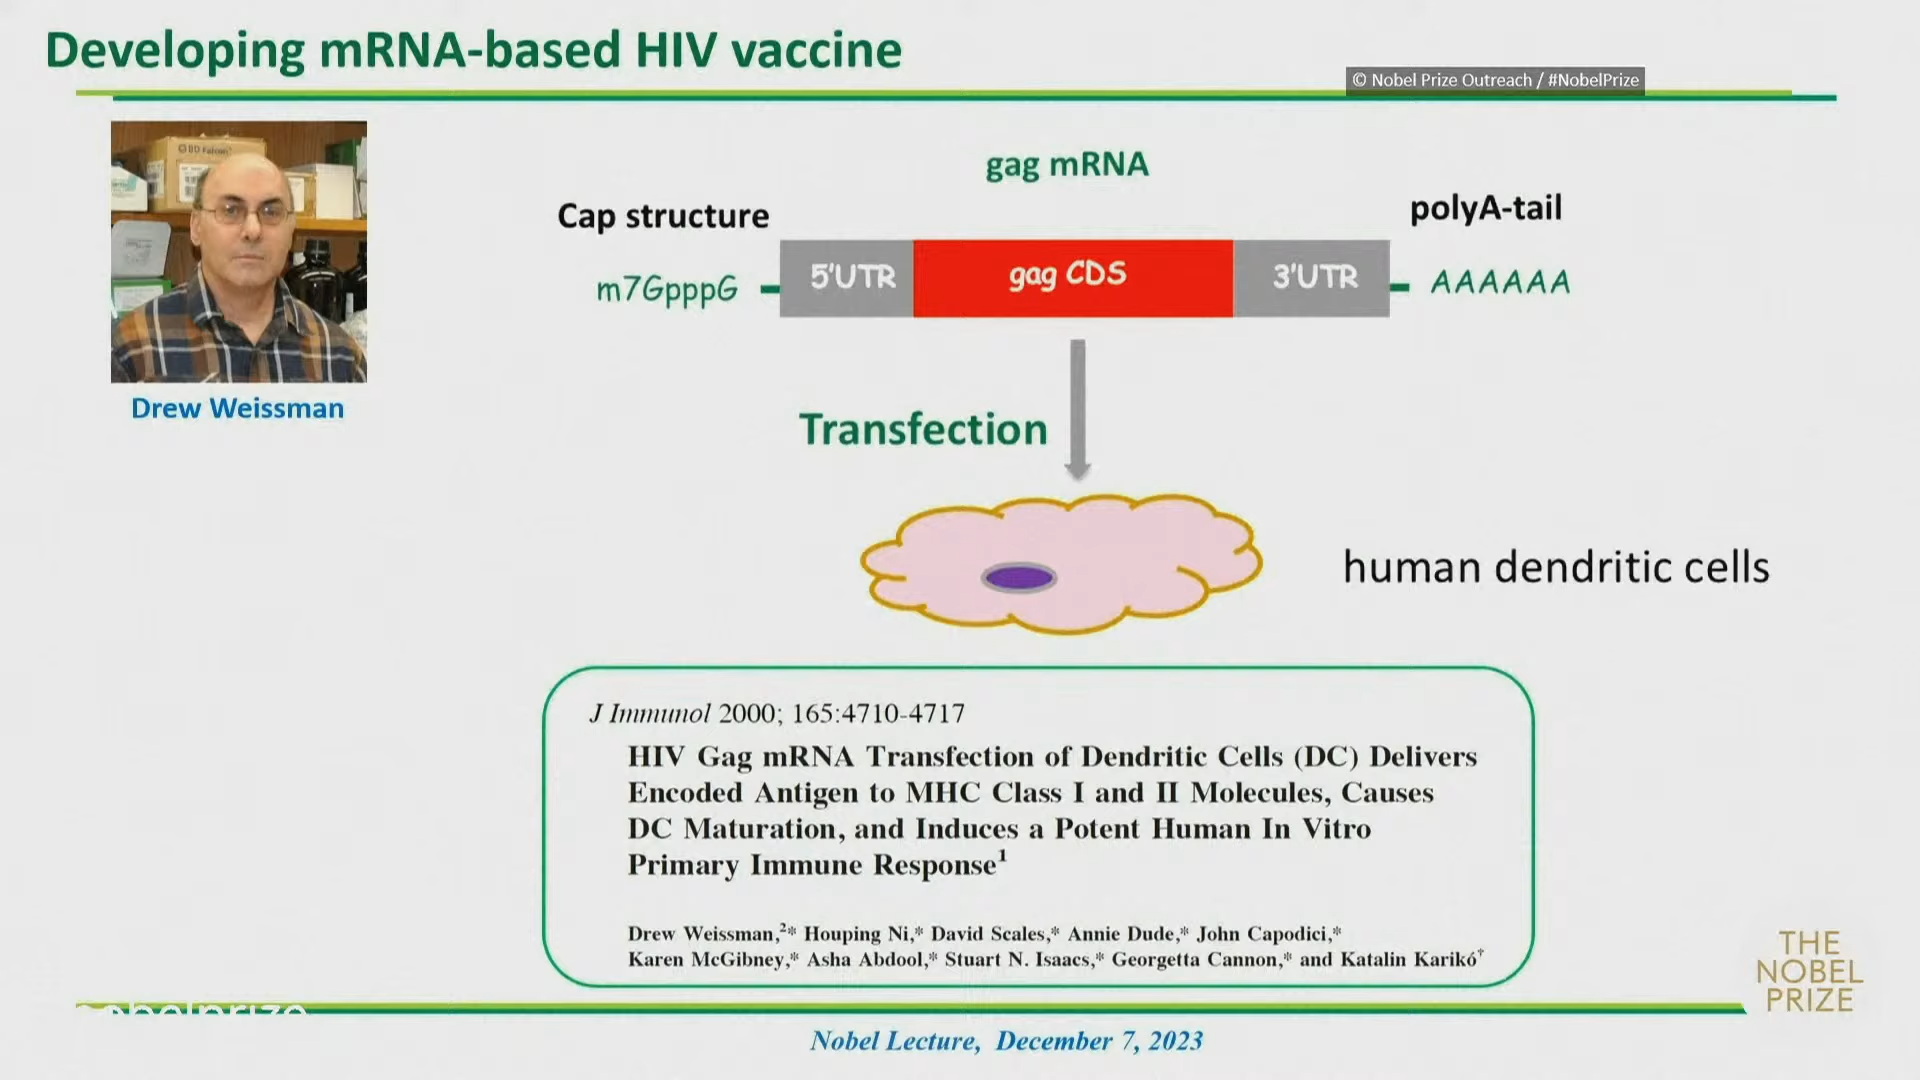 Developing mRNA-based HIV vaccine
© Nobel Prize Outreach / #NobelPrize
gag mRNA
Cap structure
polyA-tail
m7GpppG
5'UTR
gag CDS
3'UTR
AAAAAA
Drew Weissman
Transfection
human dendritic cells
J Immunol 2000; 165:4710-4717
HIV Gag mRNA Transfection of Dendritic Cells (DC) Delivers
Encoded Antigen to MHC Class I and II Molecules, Causes
DC Maturation, and Induces a Potent Human In Vitro
Primary Immune Response¹
Drew Weissman,²* Houping Ni,* David Scales,* Annie Dude,* John Capodici,*
Karen McGibney,* Asha Abdool,* Stuart N. Isaacs,* Georgetta Cannon,* and Katalin Karikó†
THE
NOBEL
PRIZE
nobelprize
Nobel Lecture, December 7, 2023